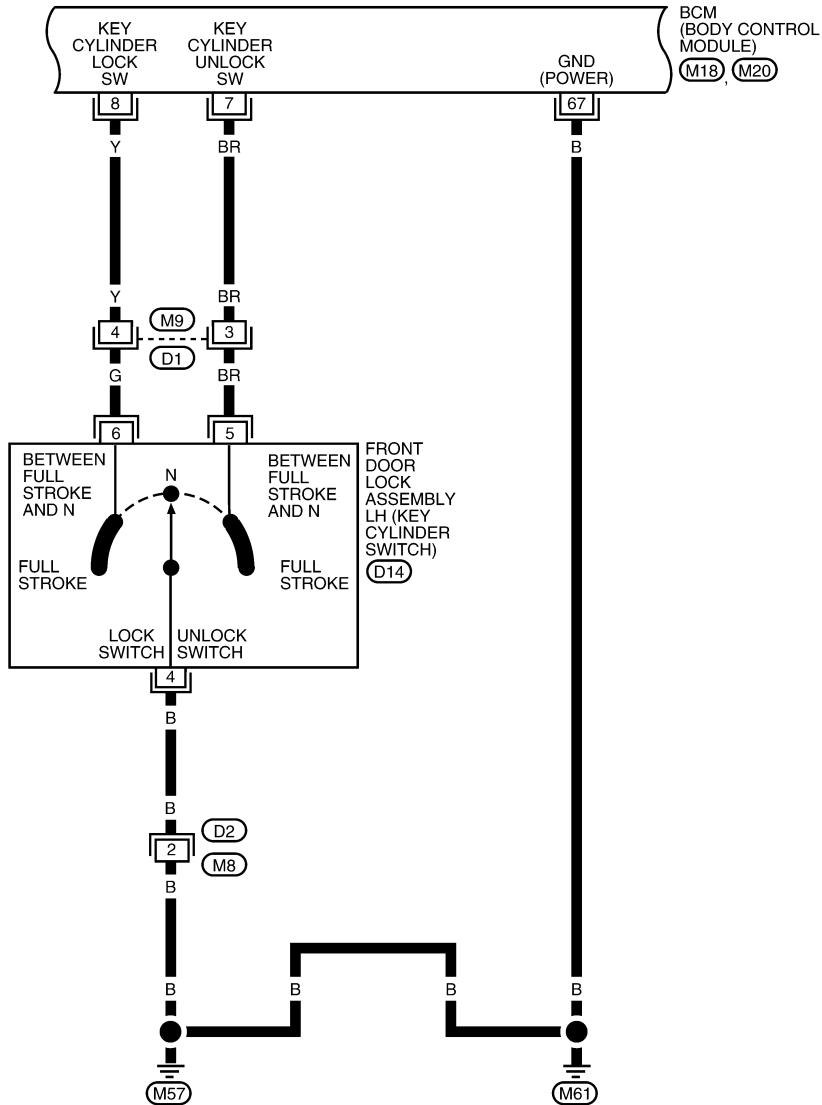 KEY
CYLINDER
LOCK
SW
KEY
CYLINDER
UNLOCK
SW
GND
(POWER)
BCM
(BODY CONTROL
MODULE)
M18 , M20
8
7
67
Y
BR
B
Y
BR
4
M9
3
D1
G
BR
6
5
BETWEEN
FULL
STROKE
AND N
N
BETWEEN
FULL
STROKE
AND N
FULL
STROKE
FULL
STROKE
LOCK
SWITCH
UNLOCK
SWITCH
FRONT
DOOR
LOCK
ASSEMBLY
LH (KEY
CYLINDER
SWITCH)
D14
4
B
B
D2
2
M8
B
B
B
B
B
M57
M61